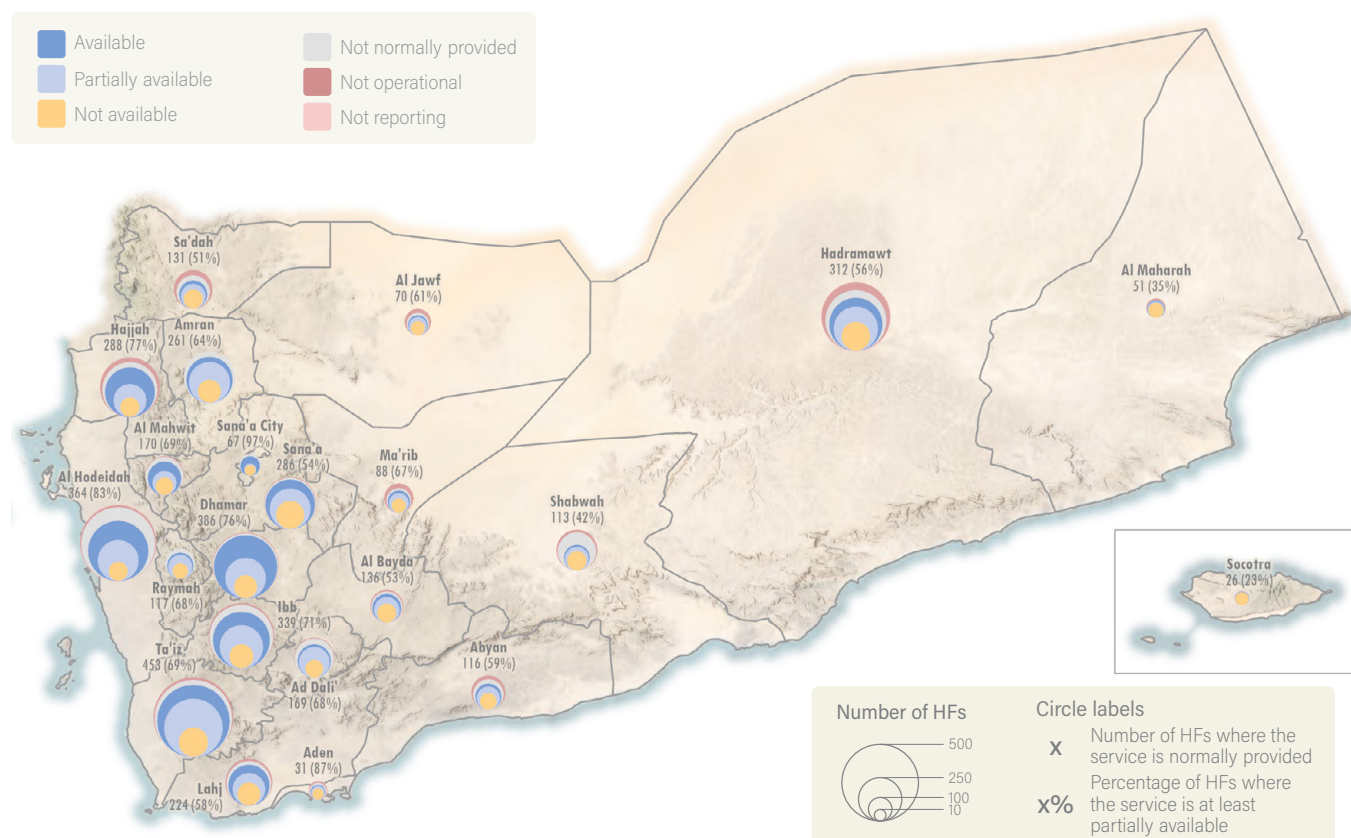 Available
Partially available
Not available
Not normally provided
Not operational
Not reporting
Sa'dah
131 (51%)
Al Jawf
70 (61%)
Hadramawt
312 (56%)
Al Maharah
51 (35%)
Hajjah
288 (77%)
Amran
261 (64%)
Al Mahwit
170 (69%)
Sana'a City
67 (97%)
Sana'a
286 (54%)
Ma'rib
88 (67%)
Al Hodeidah
364 (83%)
Dhamar
386 (76%)
Shabwah
113 (42%)
Raymah
117 (68%)
Al Bayda
136 (53%)
Ibb
339 (71%)
Socotra
26 (23%)
Ta'iz
453 (69%)
Ad Dali'
169 (68%)
Abyan
116 (59%)
Lahj
224 (58%)
Aden
31 (87%)
Number of HFs
500
250
100
10
Circle labels
x Number of HFs where the
service is normally provided
x% Percentage of HFs where
the service is at least
partially available